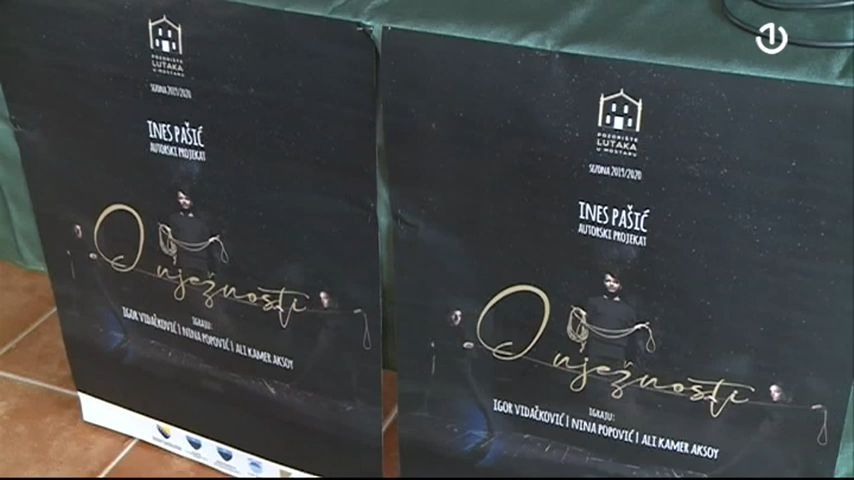 POZORIŠTE
LUTAKA
U MOSTARU
SEZONA 2019/2020
INES PAŠIĆ
AUTORSKI PROJEKAT
O nježnosti
IGRAJU:
IGOR VIDAČKOVIĆ | NINA POPOVIĆ | ALI KAMER AKSOY
POZORIŠTE
LUTAKA
U MOSTARU
SEZONA 2019/2020
INES PAŠIĆ
AUTORSKI PROJEKAT
O nježnosti
IGRAJU:
IGOR VIDAČKOVIĆ | NINA POPOVIĆ | ALI KAMER AKSOY
1